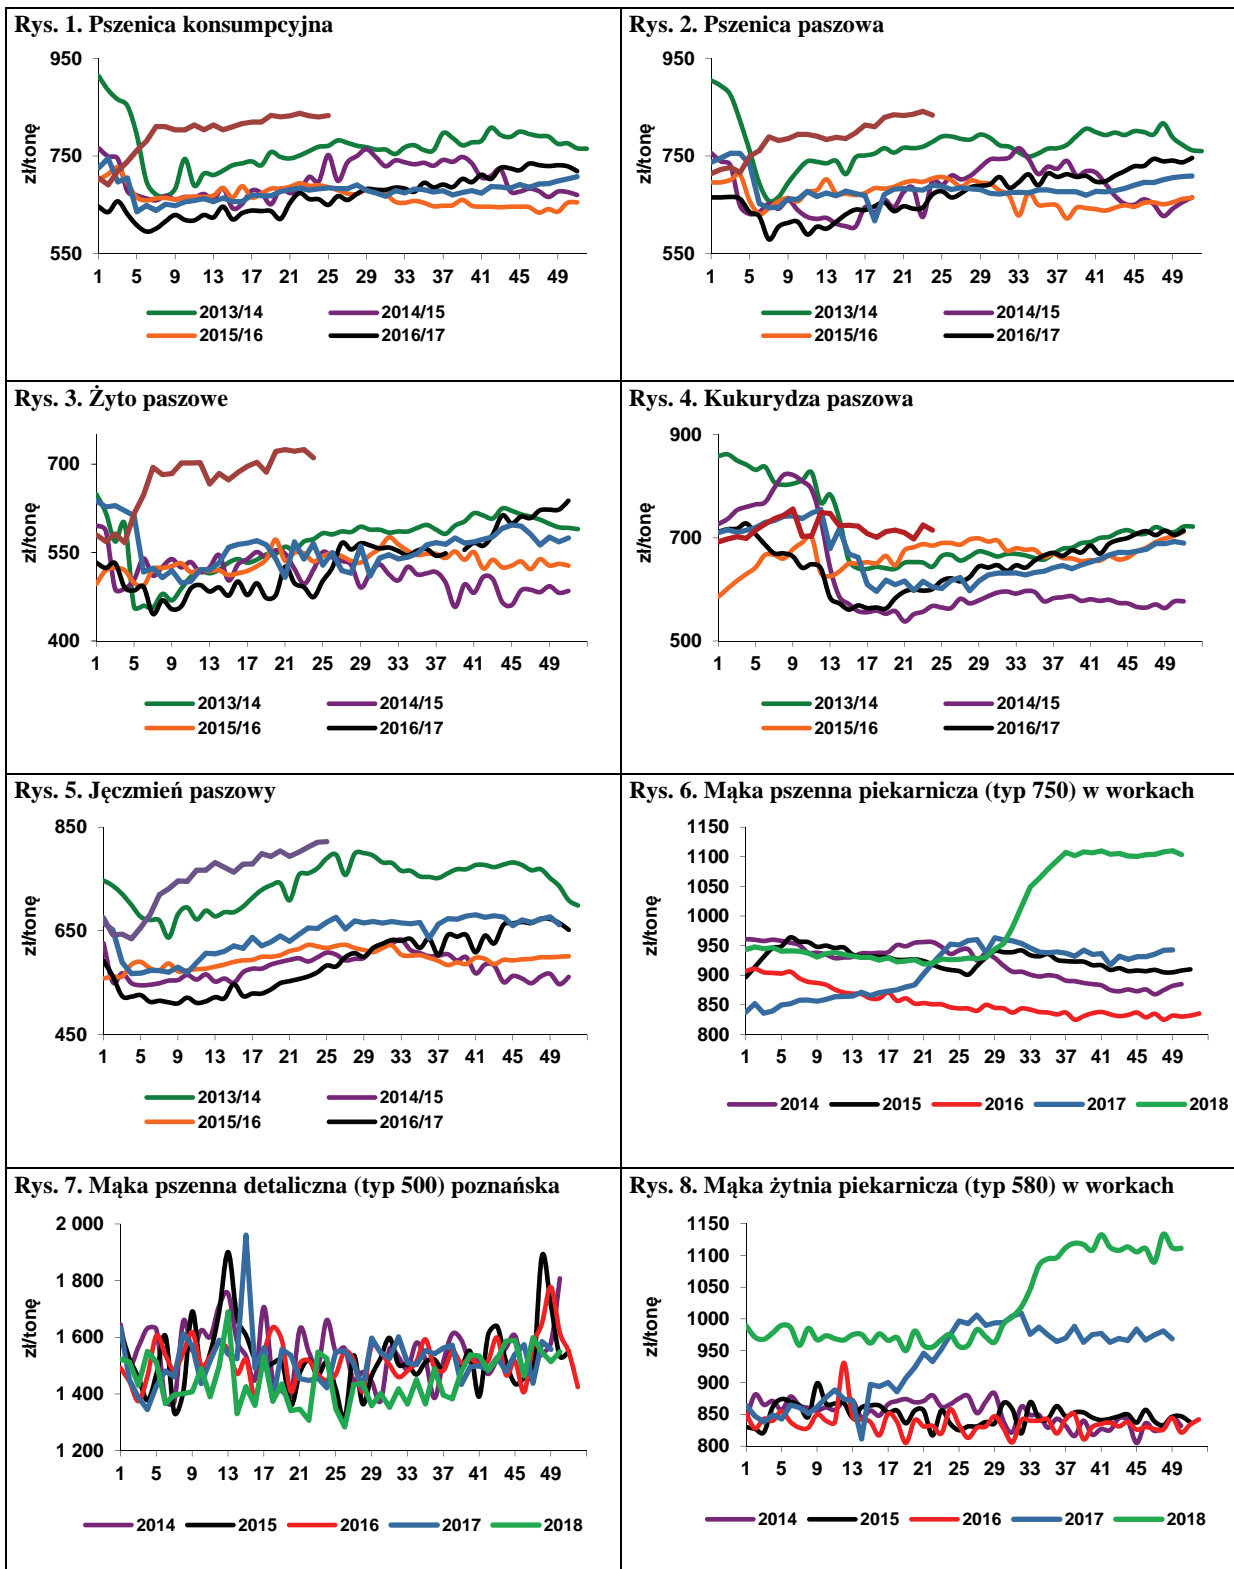 Rys. 1. Pszenica konsumpcyjna
950
750
550
zł/tonę
1 5 9 13 17 21 25 29 33 37 41 45 49
2013/14 2014/15
2015/16 2016/17
Rys. 2. Pszenica paszowa
950
750
550
zł/tonę
1 5 9 13 17 21 25 29 33 37 41 45 49
2013/14 2014/15
2015/16 2016/17
Rys. 3. Żyto paszowe
700
550
400
zł/tonę
1 5 9 13 17 21 25 29 33 37 41 45 49
2013/14 2014/15
2015/16 2016/17
Rys. 4. Kukurydza paszowa
900
700
500
zł/tonę
1 5 9 13 17 21 25 29 33 37 41 45 49
2013/14 2014/15
2015/16 2016/17
Rys. 5. Jęczmień paszowy
850
650
450
zł/tonę
1 5 9 13 17 21 25 29 33 37 41 45 49
2013/14 2014/15
2015/16 2016/17
Rys. 6. Mąka pszenna piekarnicza (typ 750) w workach
1150
1100
1050
1000
950
900
850
800
zł/tonę
1 5 9 13 17 21 25 29 33 37 41 45 49
2014 2015 2016 2017 2018
Rys. 7. Mąka pszenna detaliczna (typ 500) poznańska
2 000
1 800
1 600
1 400
1 200
zł/tonę
1 5 9 13 17 21 25 29 33 37 41 45 49
2014 2015 2016 2017 2018
Rys. 8. Mąka żytnia piekarnicza (typ 580) w workach
1150
1100
1050
1000
950
900
850
800
zł/tonę
1 5 9 13 17 21 25 29 33 37 41 45 49
2014 2015 2016 2017 2018